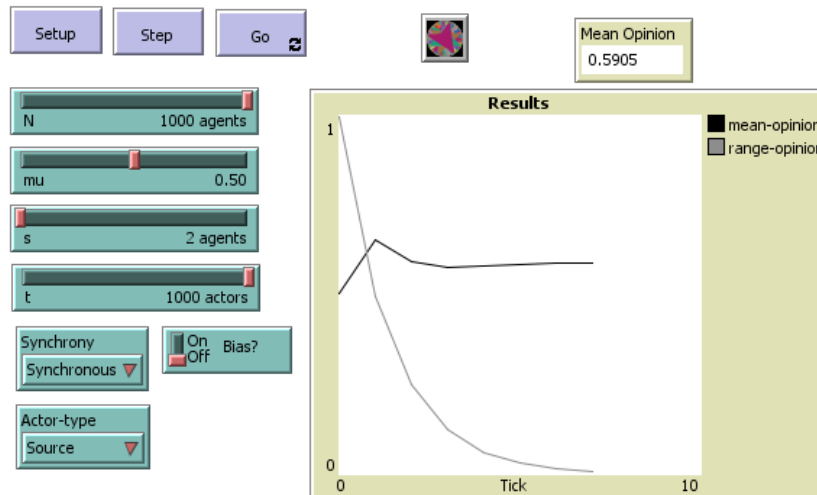 Setup
Step
Go
Mean Opinion
0.5905
N 1000 agents
mu 0.50
s 2 agents
t 1000 actors
Synchrony
Synchronous
On
Off
Bias?
Actor-type
Source
Results
1
0
0 Tick 10
mean-opinion
range-opinion